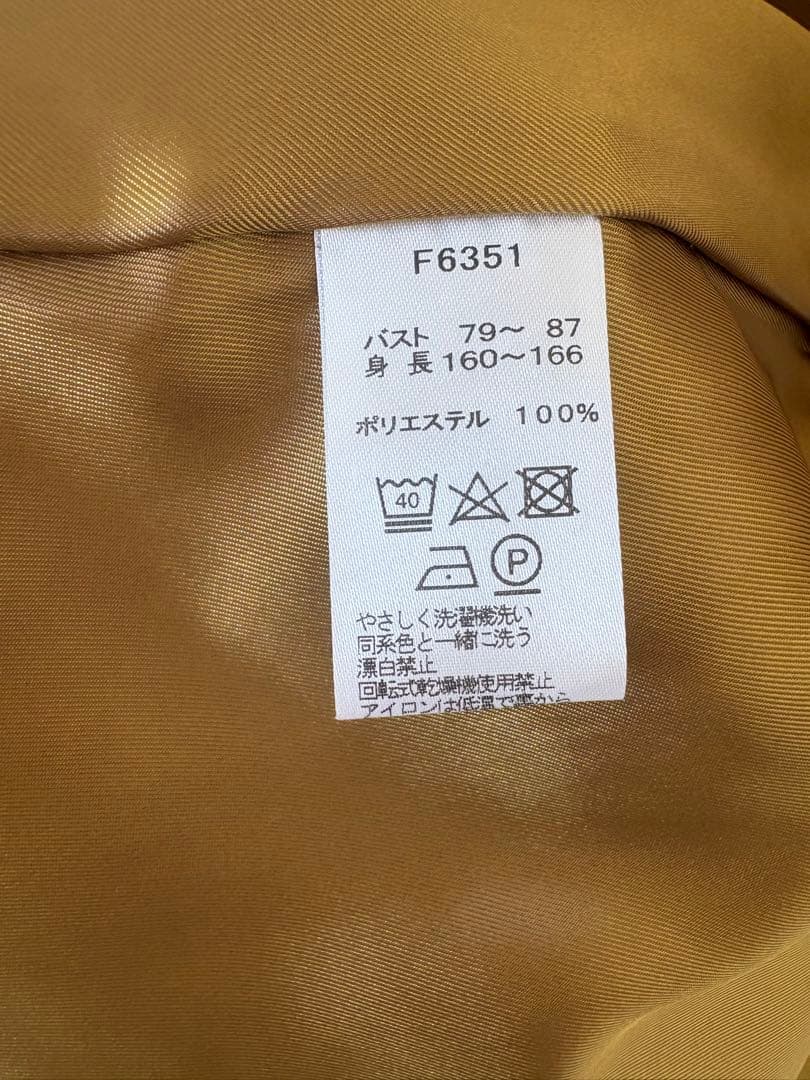 F6351
バスト 79〜 87
身 長 160〜166
ポリエステル 100%
40
P
やさしく洗濯機洗い
同系色と一緒に洗う
漂白禁止
回転式乾燥機使用禁止
アイロンは低温で裏から